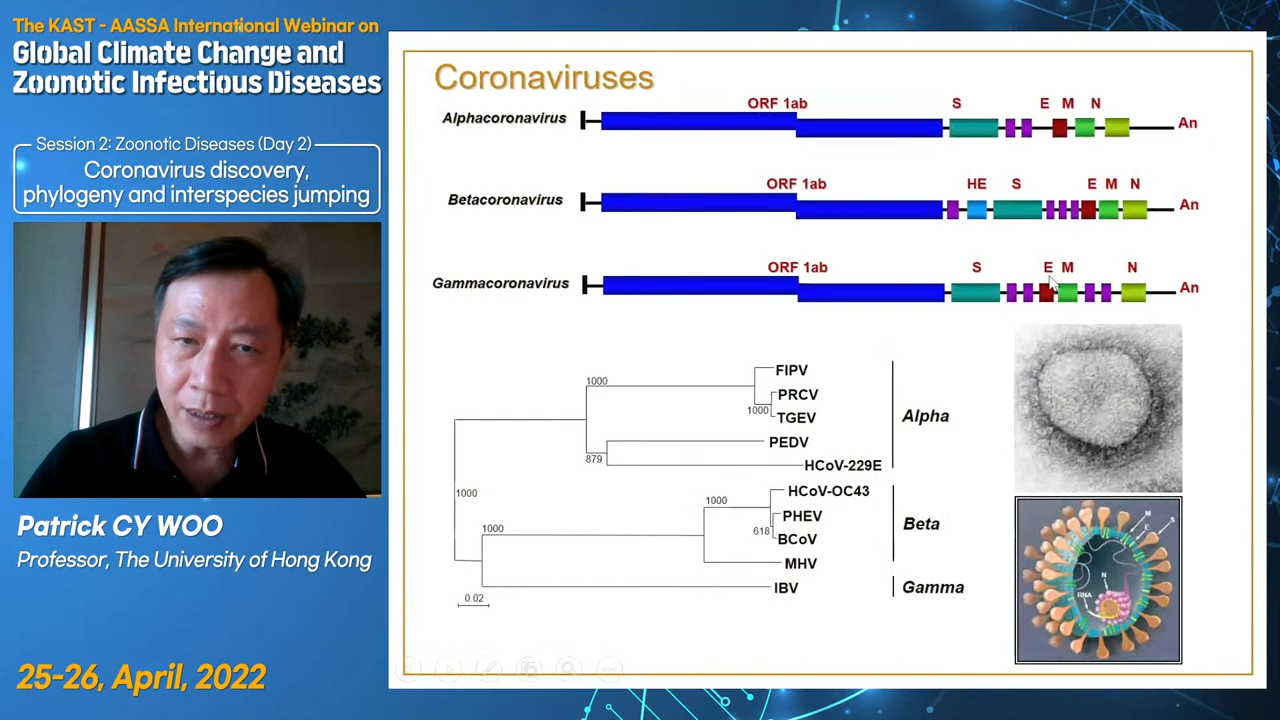 The KAST - AASSA International Webinar on
Global Climate Change and
Zoonotic Infectious Diseases
Session 2: Zoonotic Diseases (Day 2)
Coronavirus discovery,
phylogeny and interspecies jumping
Patrick CY WOO
Professor, The University of Hong Kong
25-26, April, 2022
Coronaviruses
ORF 1ab S E M N
Alphacoronavirus An
ORF 1ab HE S E M N
Betacoronavirus An
ORF 1ab S E M N
Gammacoronavirus An
FIPV
1000
PRCV
1000
TGEV
Alpha
PEDV
879
HCoV-229E
1000
HCoV-OC43
1000
PHEV
Beta
1000
618
BCoV
MHV
IBV
Gamma
0.02
M
E
S
N
RNA